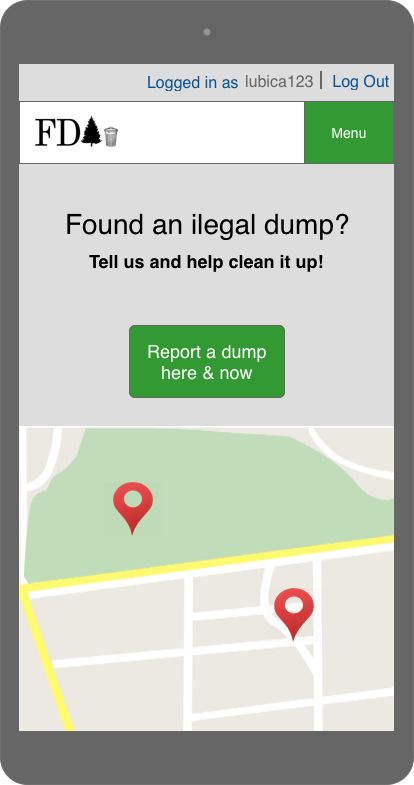 Logged in as lubica123 | Log Out
FD
Menu
Found an ilegal dump?
Tell us and help clean it up!
Report a dump
here & now